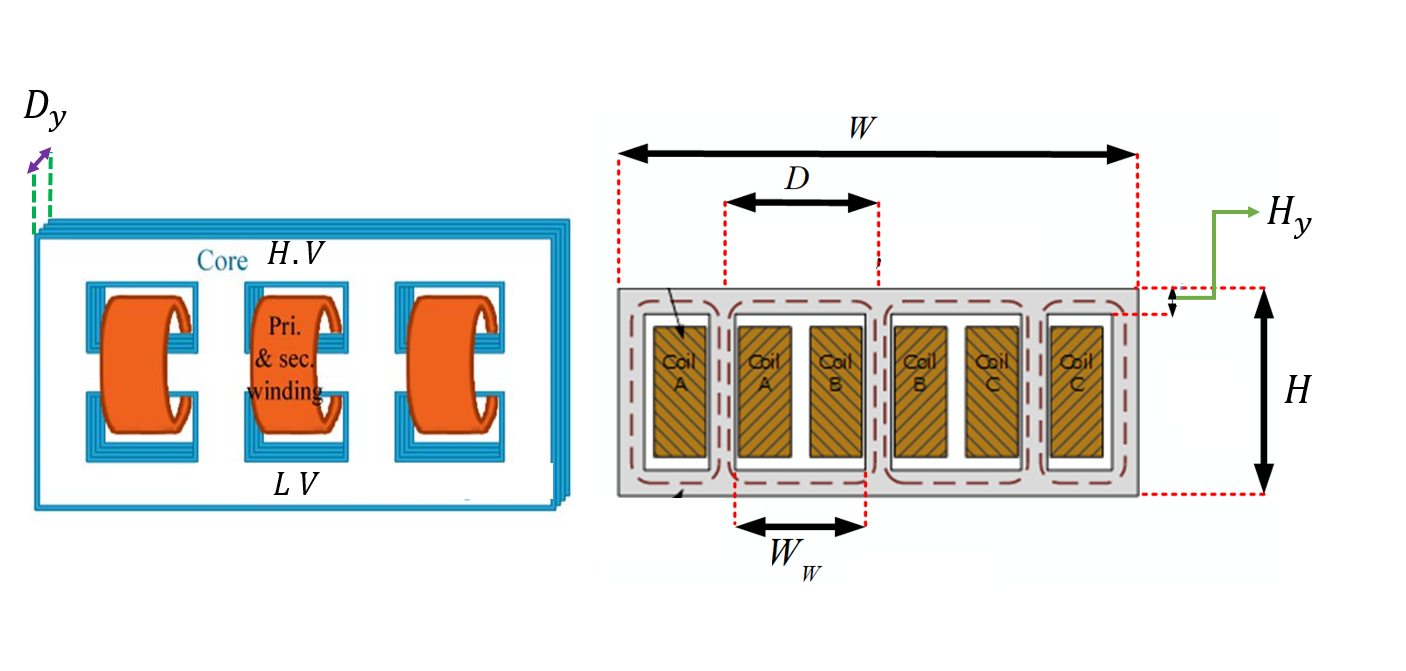 D_y
Core H.V
Pri.
& sec.
winding
L V
W
D
H_y
Coil A
Coil A
Coil B
Coil B
Coil C
Coil C
H
W_W